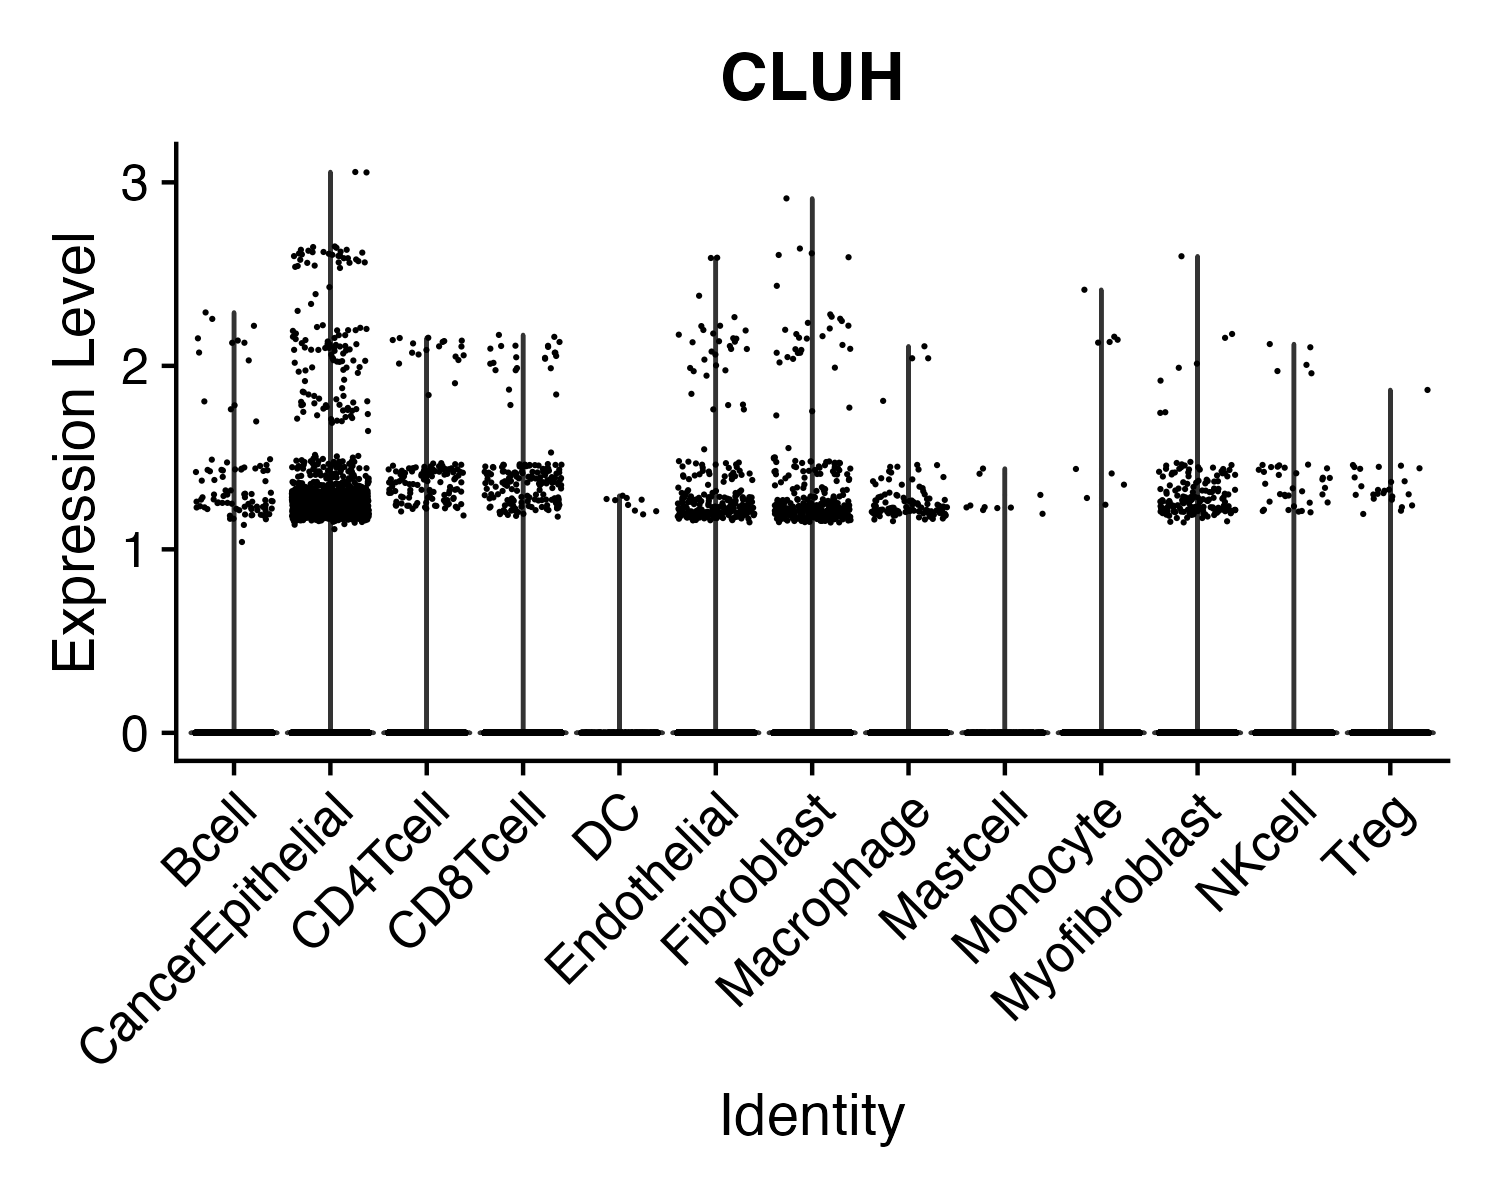 CLUH
Expression Level
3
2
1
0
Bcell
CancerEpithelial
CD4Tcell
CD8Tcell
DC
Endothelial
Fibroblast
Macrophage
Mastcell
Monocyte
Myofibroblast
NKcell
Treg
Identity